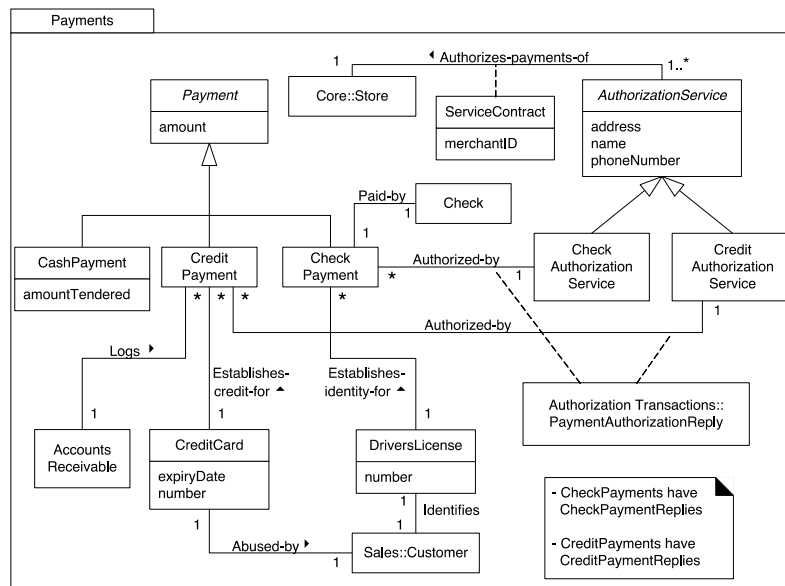 Payments
1
Authorizes-payments-of
1..*
Core::Store
Payment
amount
ServiceContract
merchantID
AuthorizationService
address
name
phoneNumber
Paid-by
1
1
Check
CashPayment
amountTendered
Credit
Payment
Check
Payment
*
Authorized-by
1
Check
Authorization
Service
Credit
Authorization
Service
*
*
*
*
Authorized-by
1
Logs
Establishes-
credit-for
Establishes-
identity-for
1
1
1
Accounts
Receivable
CreditCard
expiryDate
number
DriversLicense
number
Authorization Transactions::
PaymentAuthorizationReply
1
1
Identifies
1
Abused-by
1
Sales::Customer
- CheckPayments have
CheckPaymentReplies
- CreditPayments have
CreditPaymentReplies